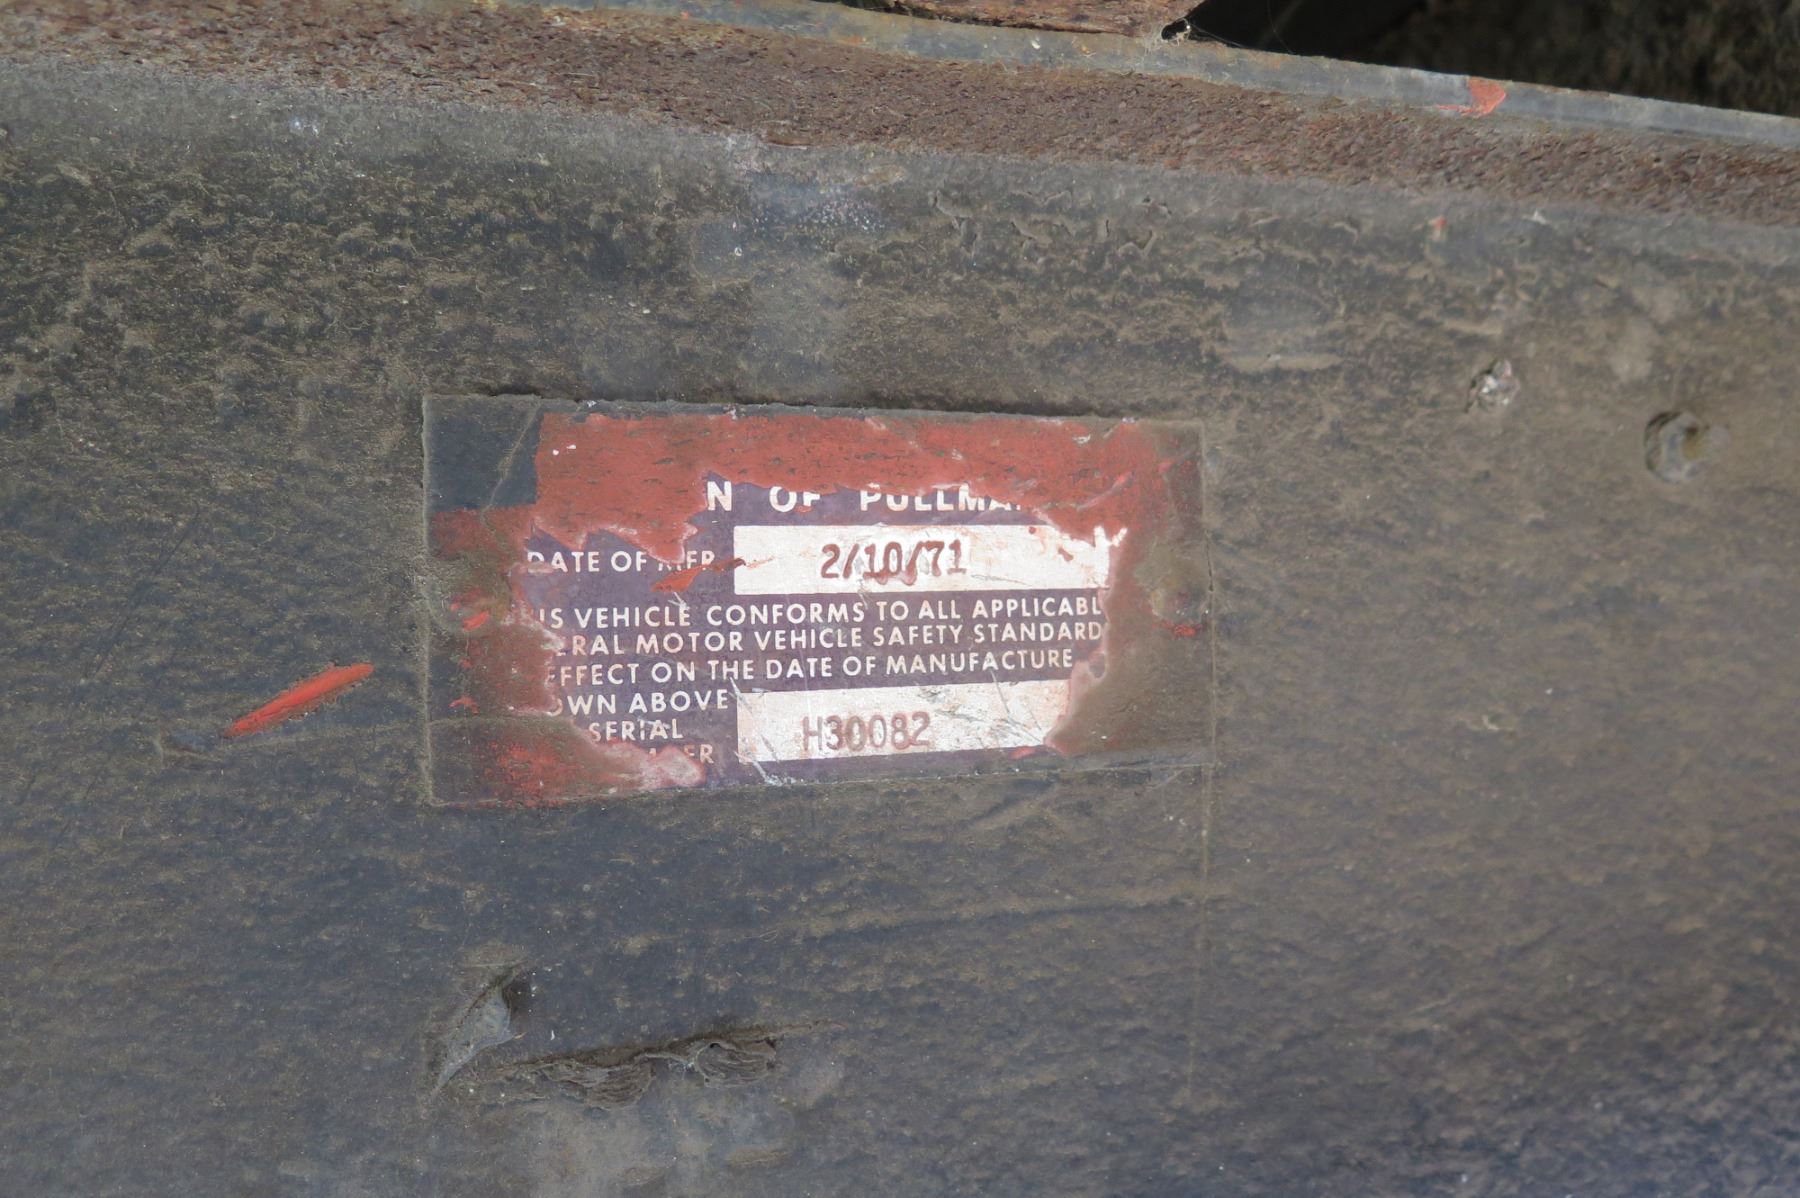 N OF PULLMA
DATE OF MFR 2/10/71
IS VEHICLE CONFORMS TO ALL APPLICABL
ERAL MOTOR VEHICLE SAFETY STANDARD
EFFECT ON THE DATE OF MANUFACTURE
OWN ABOVE
SERIAL
H30082